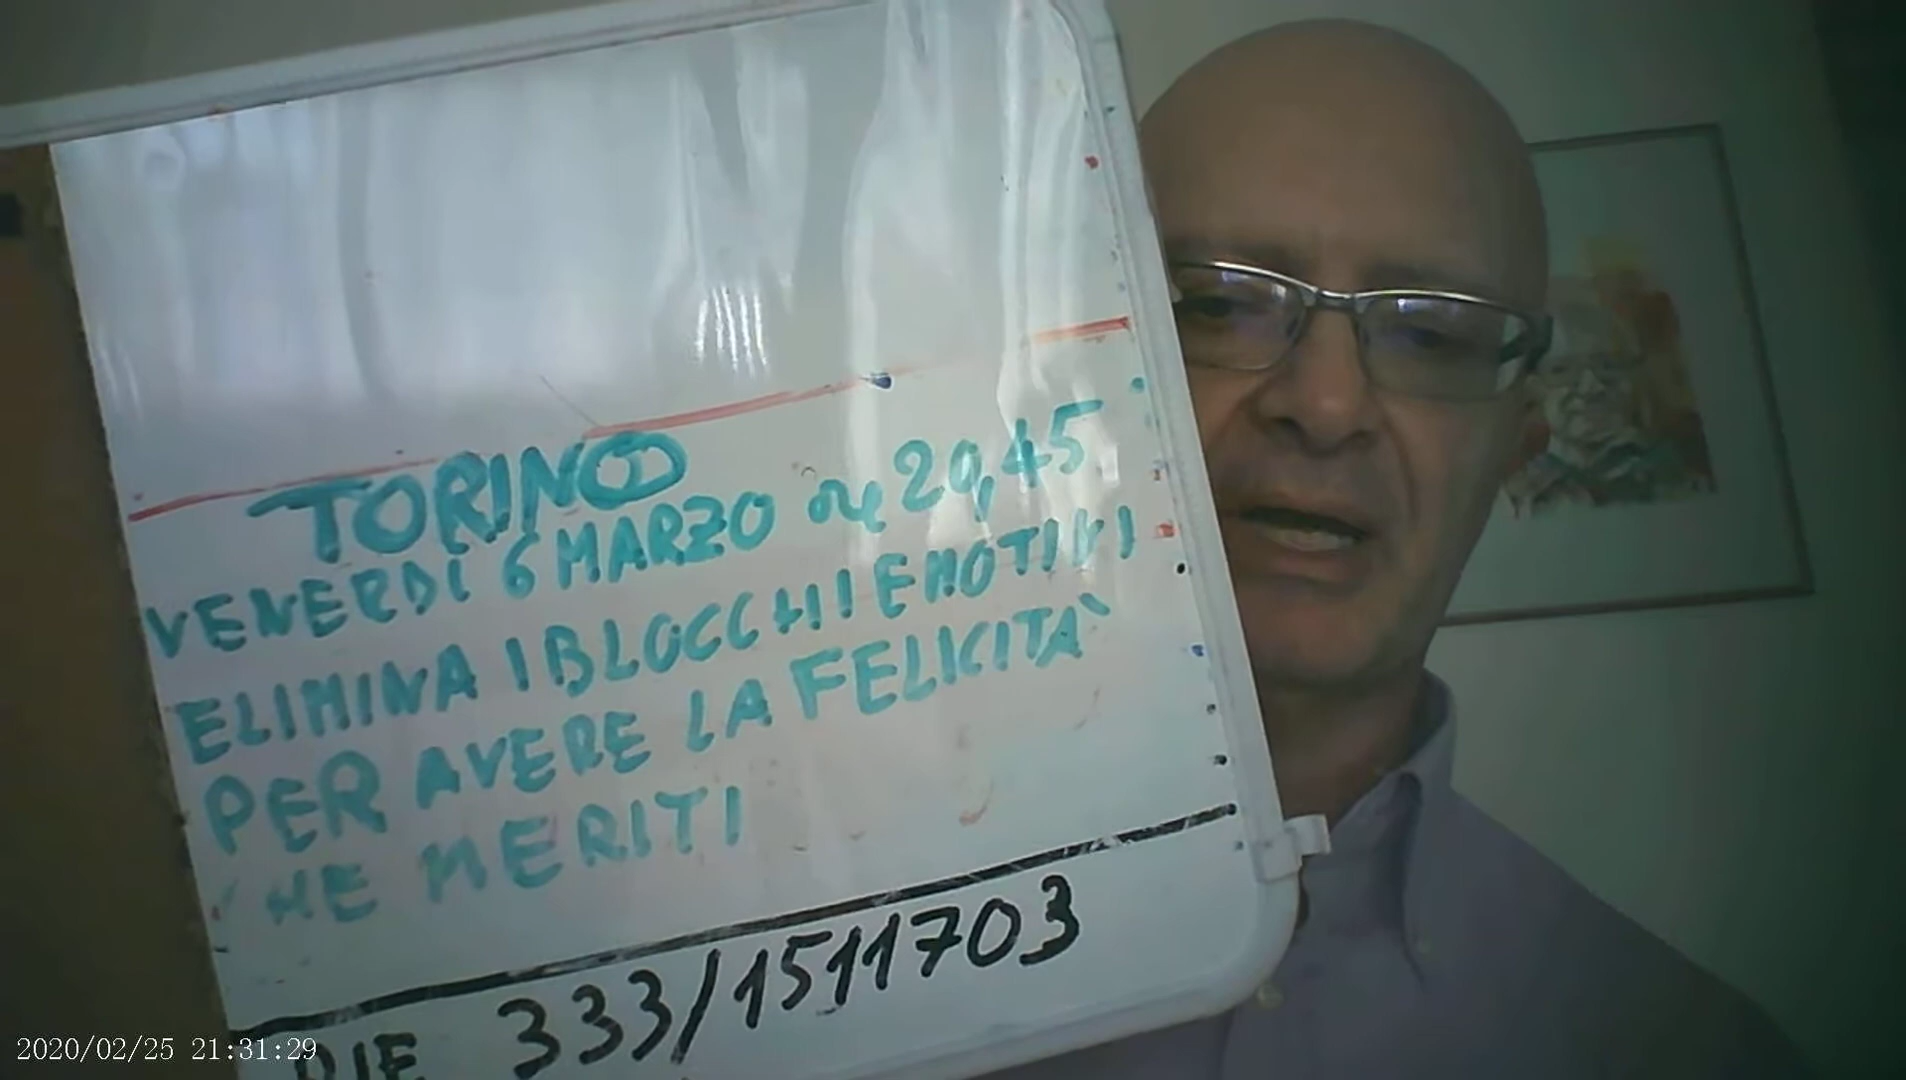 TORINO
VENERDÌ 6 MARZO ore 20,45
ELIMINA I BLOCCHI EMOTIVI
PER AVERE LA FELICITÀ
CHE MERITI
333/1511703
2020/02/25 21:31:29